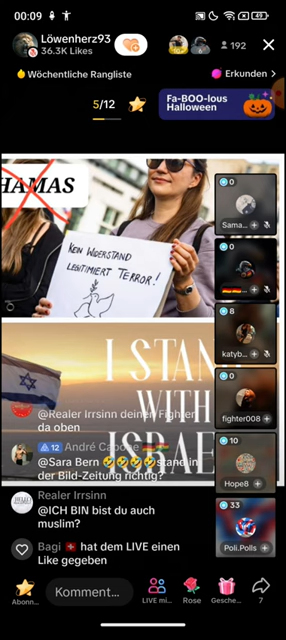 00:09
49
Löwenherz93
36.3K Likes
192
Wöchentliche Rangliste
Erkunden >
5/12
Fa-BOO-lous
Halloween
HAMAS
KEIN WIDERSTAND
LEGITIMIERT TERROR!
0
Sama...
0
8
katyb...
0
fighter008
10
Hope8
33
Poli.Polls
I STAN
WITH
ISRAE
@Realer Irrsinn deinen Fighter
da oben
12 André Capone
@Sara Bern 🤣🤣🤣🤣stand in
der Bild-Zeitung richtig?
Realer Irrsinn
@ICH BIN bist du auch
muslim?
Bagi 🇨🇭 hat dem LIVE einen
Like gegeben
Abonn...
Komment...
LIVE mi...
Rose
Gesche...
7